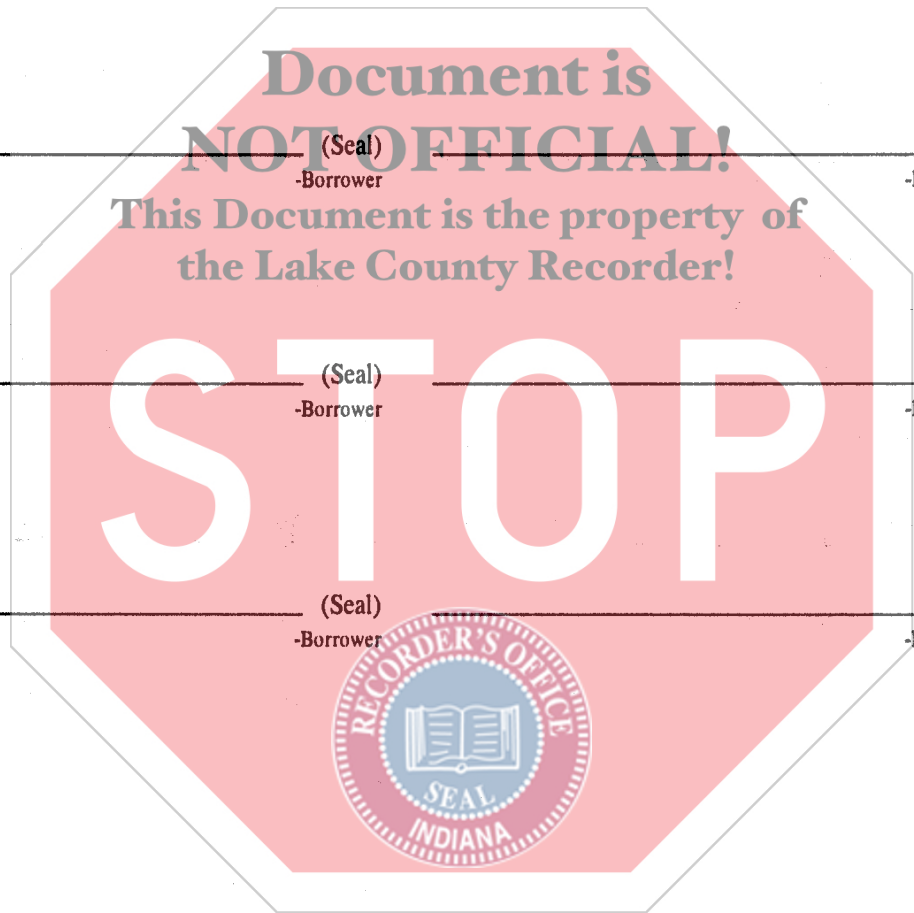 Document is
NOT OFFICIAL!
(Seal)
-Borrower
This Document is the property of
the Lake County Recorder!
STOP
(Seal)
-Borrower
(Seal)
-Borrower
RECORDER'S OFFICE
SEAL
INDIANA